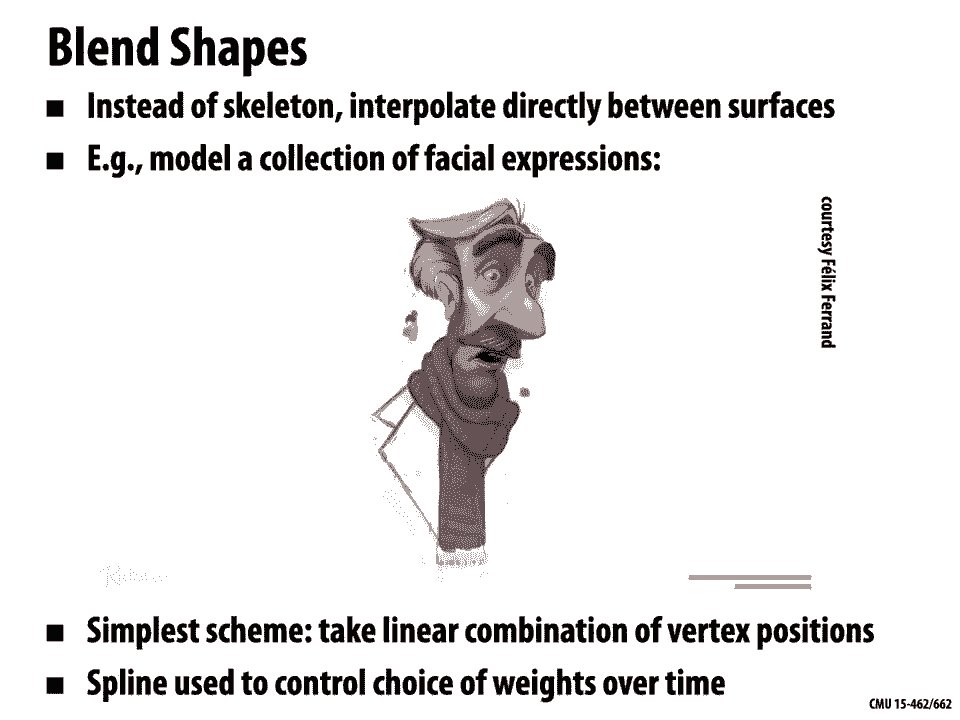 Blend Shapes
■ Instead of skeleton, interpolate directly between surfaces
■ E.g., model a collection of facial expressions:
courtesy Félix Ferrand
■ Simplest scheme: take linear combination of vertex positions
■ Spline used to control choice of weights over time
CMU 15-462/662